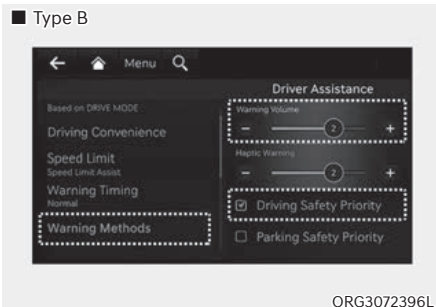 ■ Type B
Menu
Driver Assistance
Based on DRIVE MODE
Driving Convenience
Speed Limit
Speed Limit Assist
Warning Timing
Normal
Warning Methods
Warning Volume
– 2 +
Haptic Warning
– 2 +
Driving Safety Priority
Parking Safety Priority
ORG3072396L